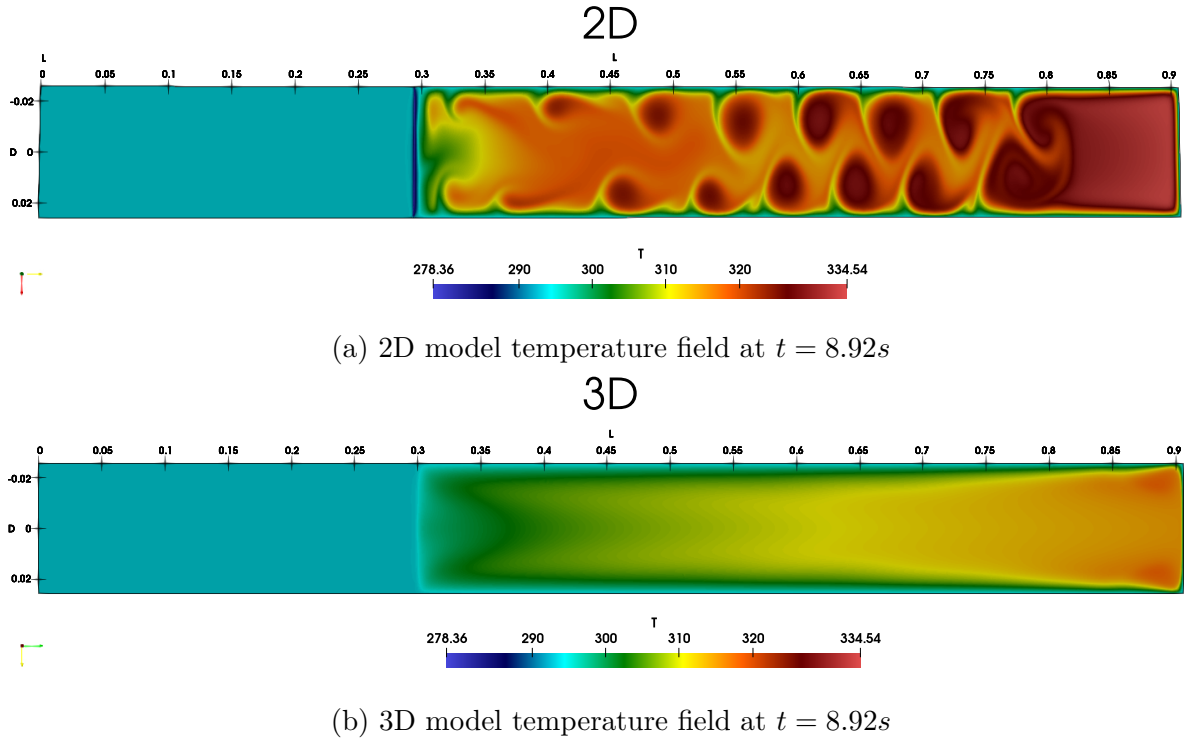 2D
L
L
0 0.05 0.1 0.15 0.2 0.25 0.3 0.35 0.4 0.45 0.5 0.55 0.6 0.65 0.7 0.75 0.8 0.85 0.9
-0.02
D 0
0.02
T
278.36 290 300 310 320 334.54
(a) 2D model temperature field at t = 8.92s
3D
L
0 0.05 0.1 0.15 0.2 0.25 0.3 0.35 0.4 0.45 0.5 0.55 0.6 0.65 0.7 0.75 0.8 0.85 0.9
-0.02
D 0
0.02
T
278.36 290 300 310 320 334.54
(b) 3D model temperature field at t = 8.92s